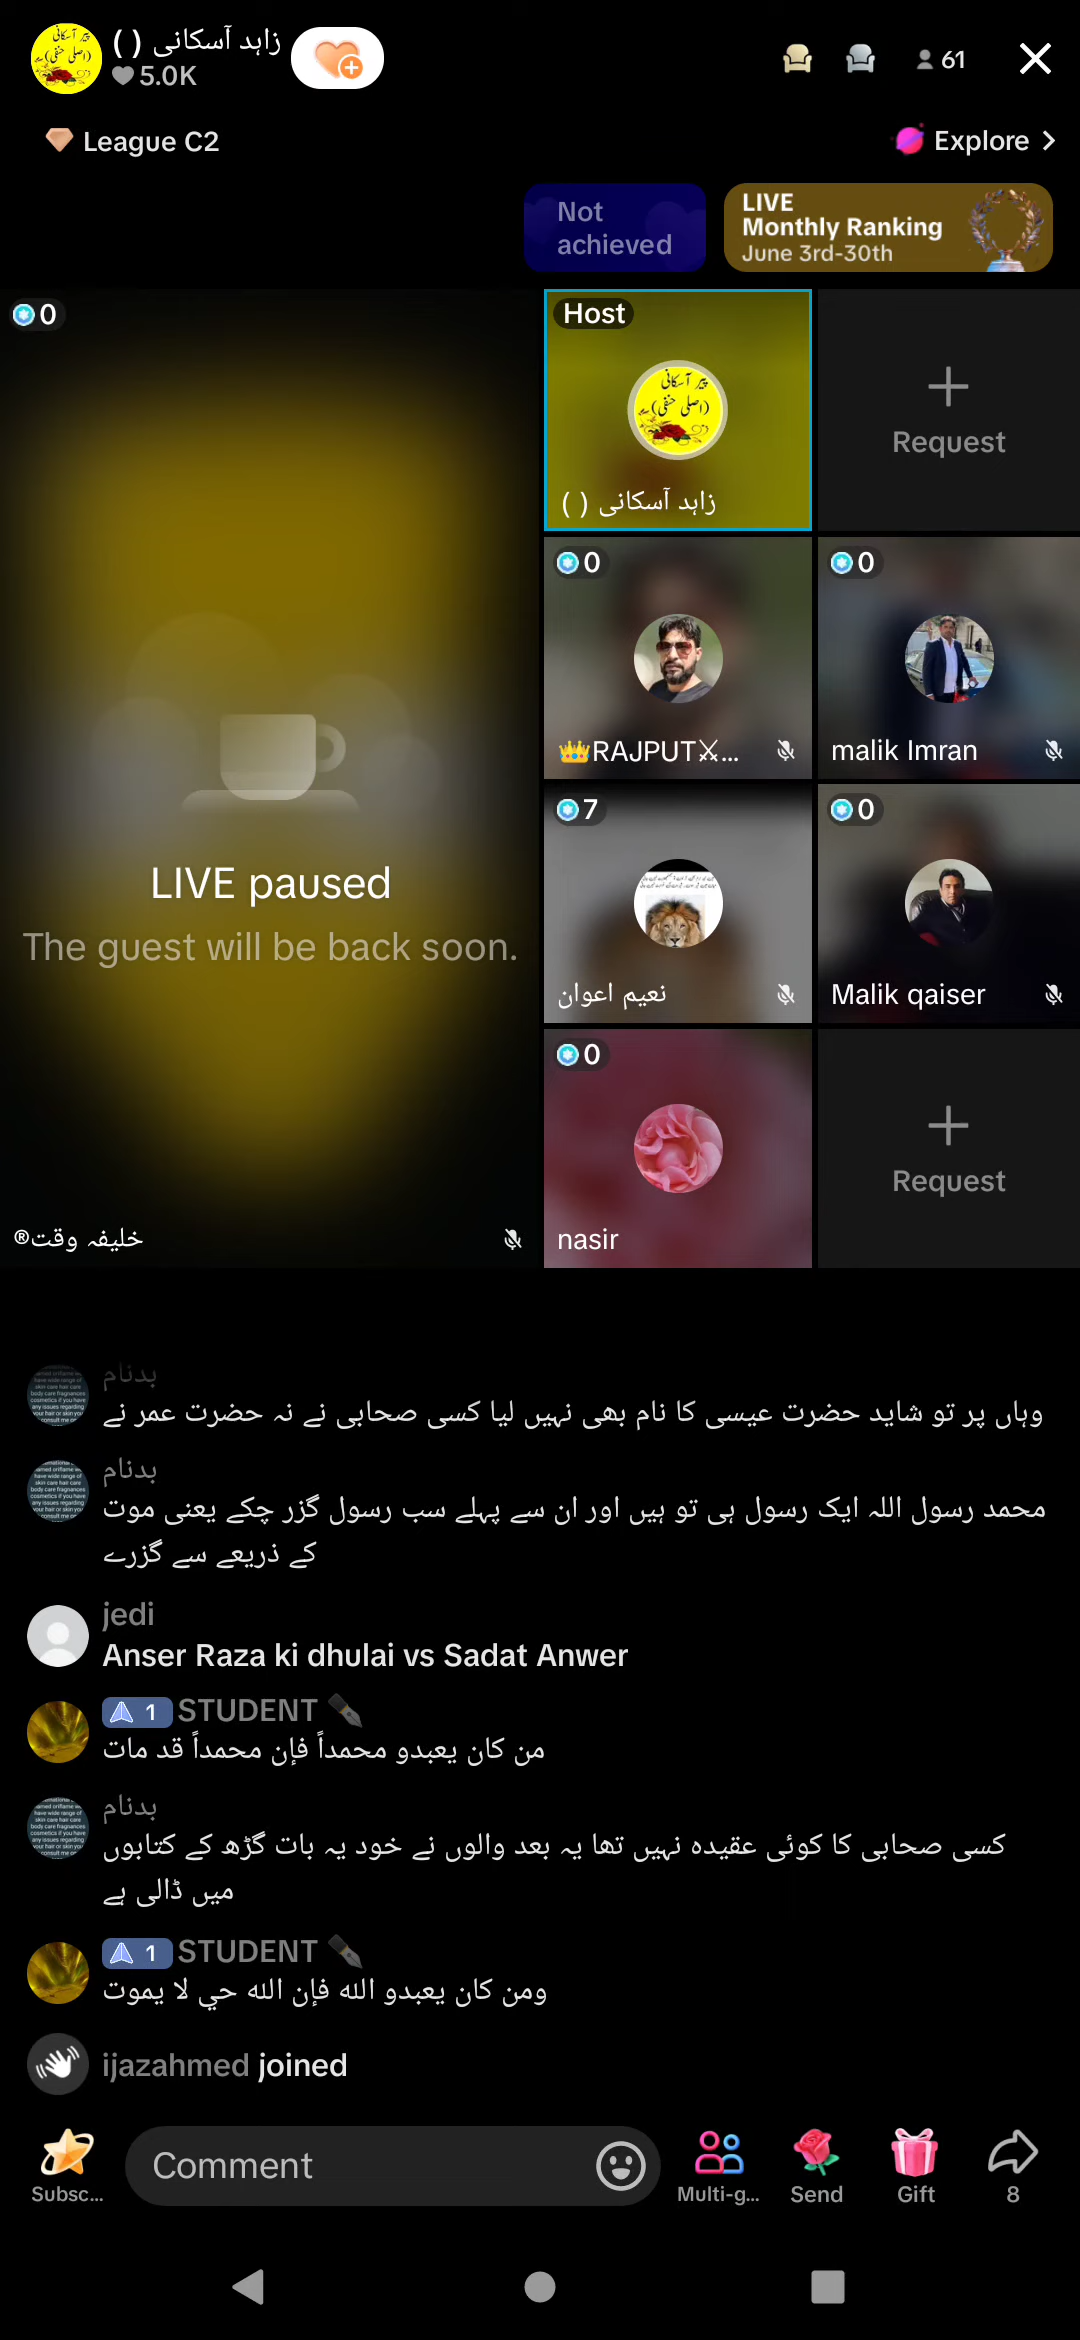 زاہد آسکانی ( )
5.0K
61
League C2
Explore
Not
achieved
LIVE
Monthly Ranking
June 3rd-30th
0
LIVE paused
The guest will be back soon.
خلیفہ وقت®
Host
پیر آسکانی
(اصلی حنفی)
زاہد آسکانی ( )
Request
0
👑RAJPUT⚔...
0
malik Imran
7
نعیم اعوان
0
Malik qaiser
0
nasir
Request
بدنام
وہاں پر تو شاید حضرت عیسی کا نام بھی نہیں لیا کسی صحابی نے نہ حضرت عمر نے
بدنام
محمد رسول اللہ ایک رسول ہی تو ہیں اور ان سے پہلے سب رسول گزر چکے یعنی موت
کے ذریعے سے گزرے
jedi
Anser Raza ki dhulai vs Sadat Anwer
1 STUDENT ✒️
من كان يعبدو محمداً فإن محمداً قد مات
بدنام
کسی صحابی کا کوئی عقیدہ نہیں تھا یہ بعد والوں نے خود یہ بات گڑھ کے کتابوں
میں ڈالی ہے
1 STUDENT ✒️
ومن كان يعبدو الله فإن الله حي لا يموت
ijazahmed joined
Subsc...
Comment
Multi-g...
Send
Gift
8